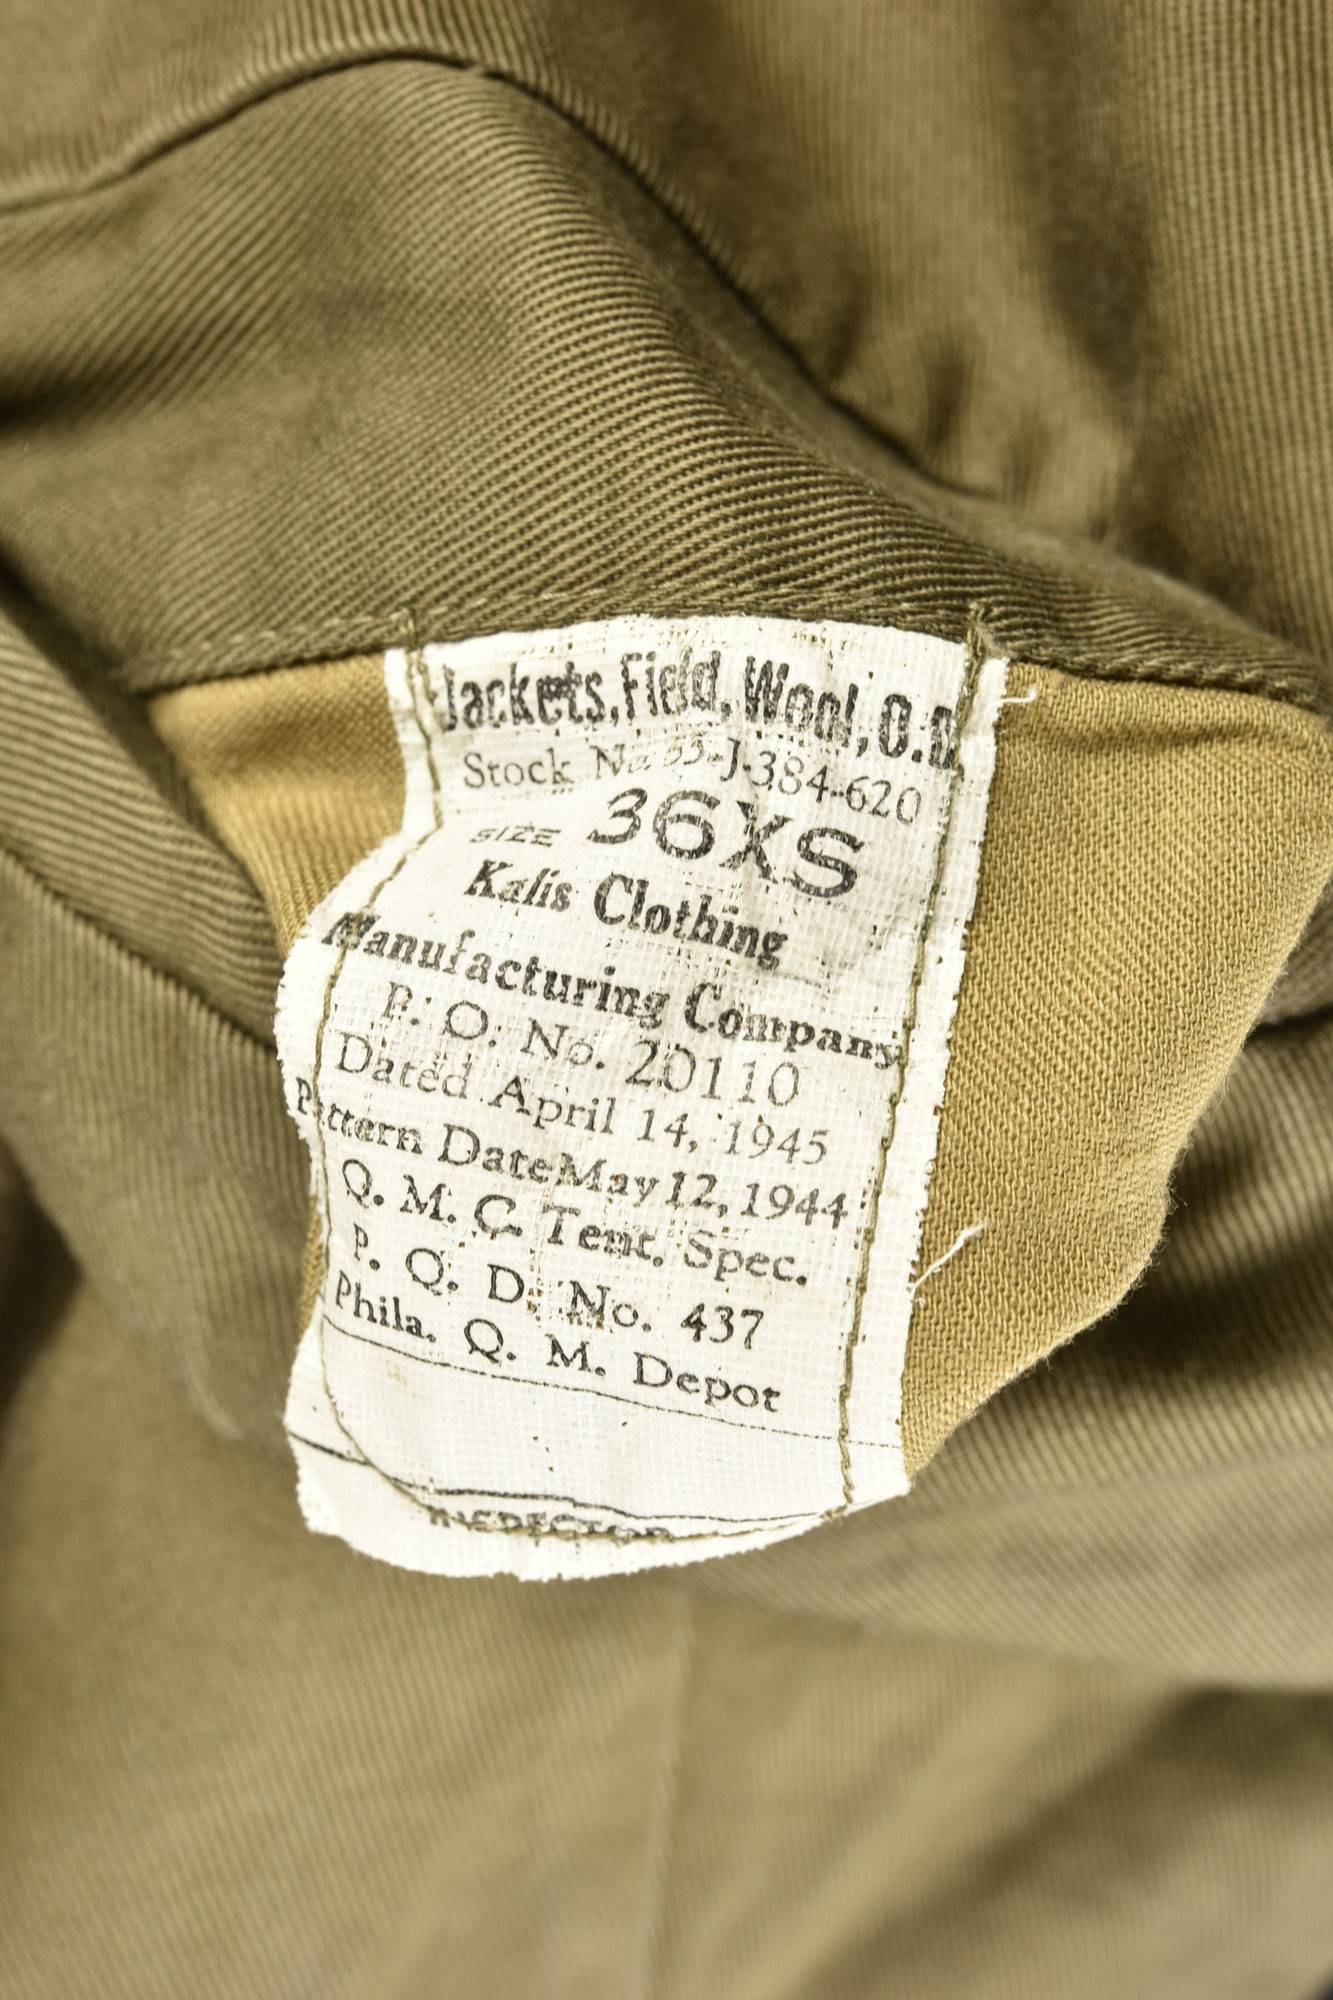 Jackets, Field, Wool, O.D.
Stock No. 55-J-384-620
SIZE 36XS
Kalis Clothing
Manufacturing Company
P. O. No. 20110
Dated April 14, 1945
Pattern Date May 12, 1944
Q. M. C. Tent. Spec.
P. Q. D. No. 437
Phila. Q. M. Depot
INSPECTOR